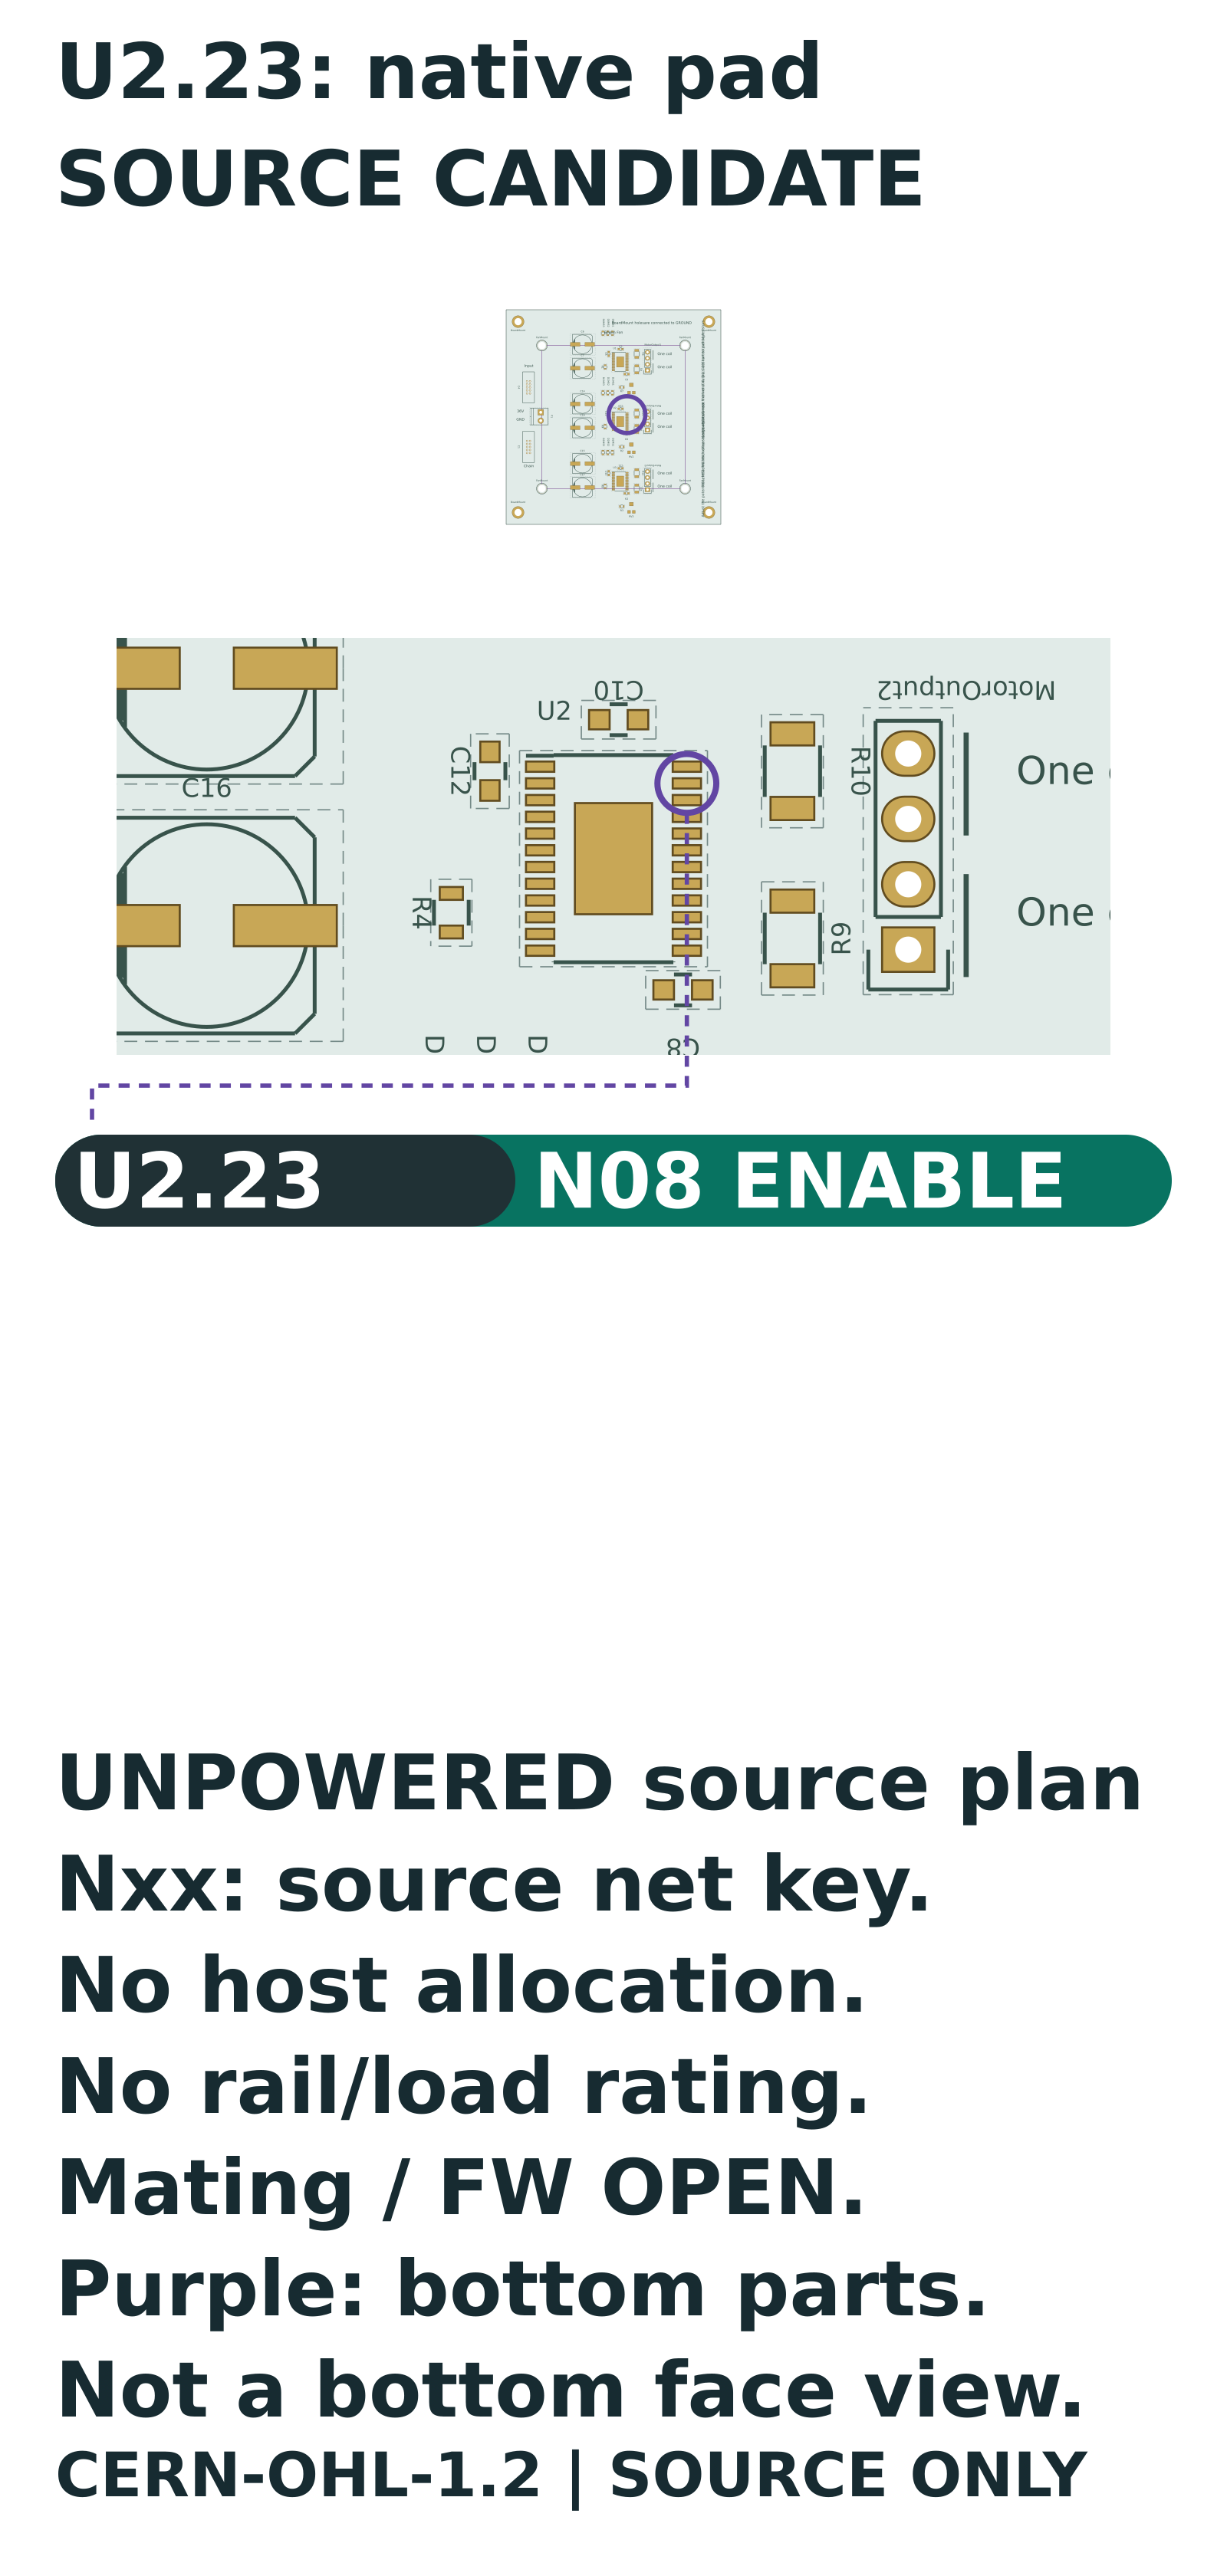 U2.23: native pad
SOURCE CANDIDATE
C10
U2
MotorOutput2
C12
R10
One
C16
R4
R9
One
D D D
C8
U2.23 N08 ENABLE
UNPOWERED source plan
Nxx: source net key.
No host allocation.
No rail/load rating.
Mating / FW OPEN.
Purple: bottom parts.
Not a bottom face view.
CERN-OHL-1.2 | SOURCE ONLY